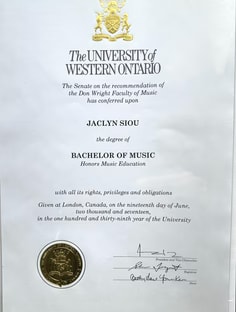 The UNIVERSITY of
WESTERN ONTARIO
The Senate on the recommendation of
the Don Wright Faculty of Music
has conferred upon
JACLYN SIOU
the degree of
BACHELOR OF MUSIC
Honors Music Education
with all its rights, privileges and obligations
Given at London, Canada, on the nineteenth day of June,
two thousand and seventeen,
in the one hundred and thirty-ninth year of the University